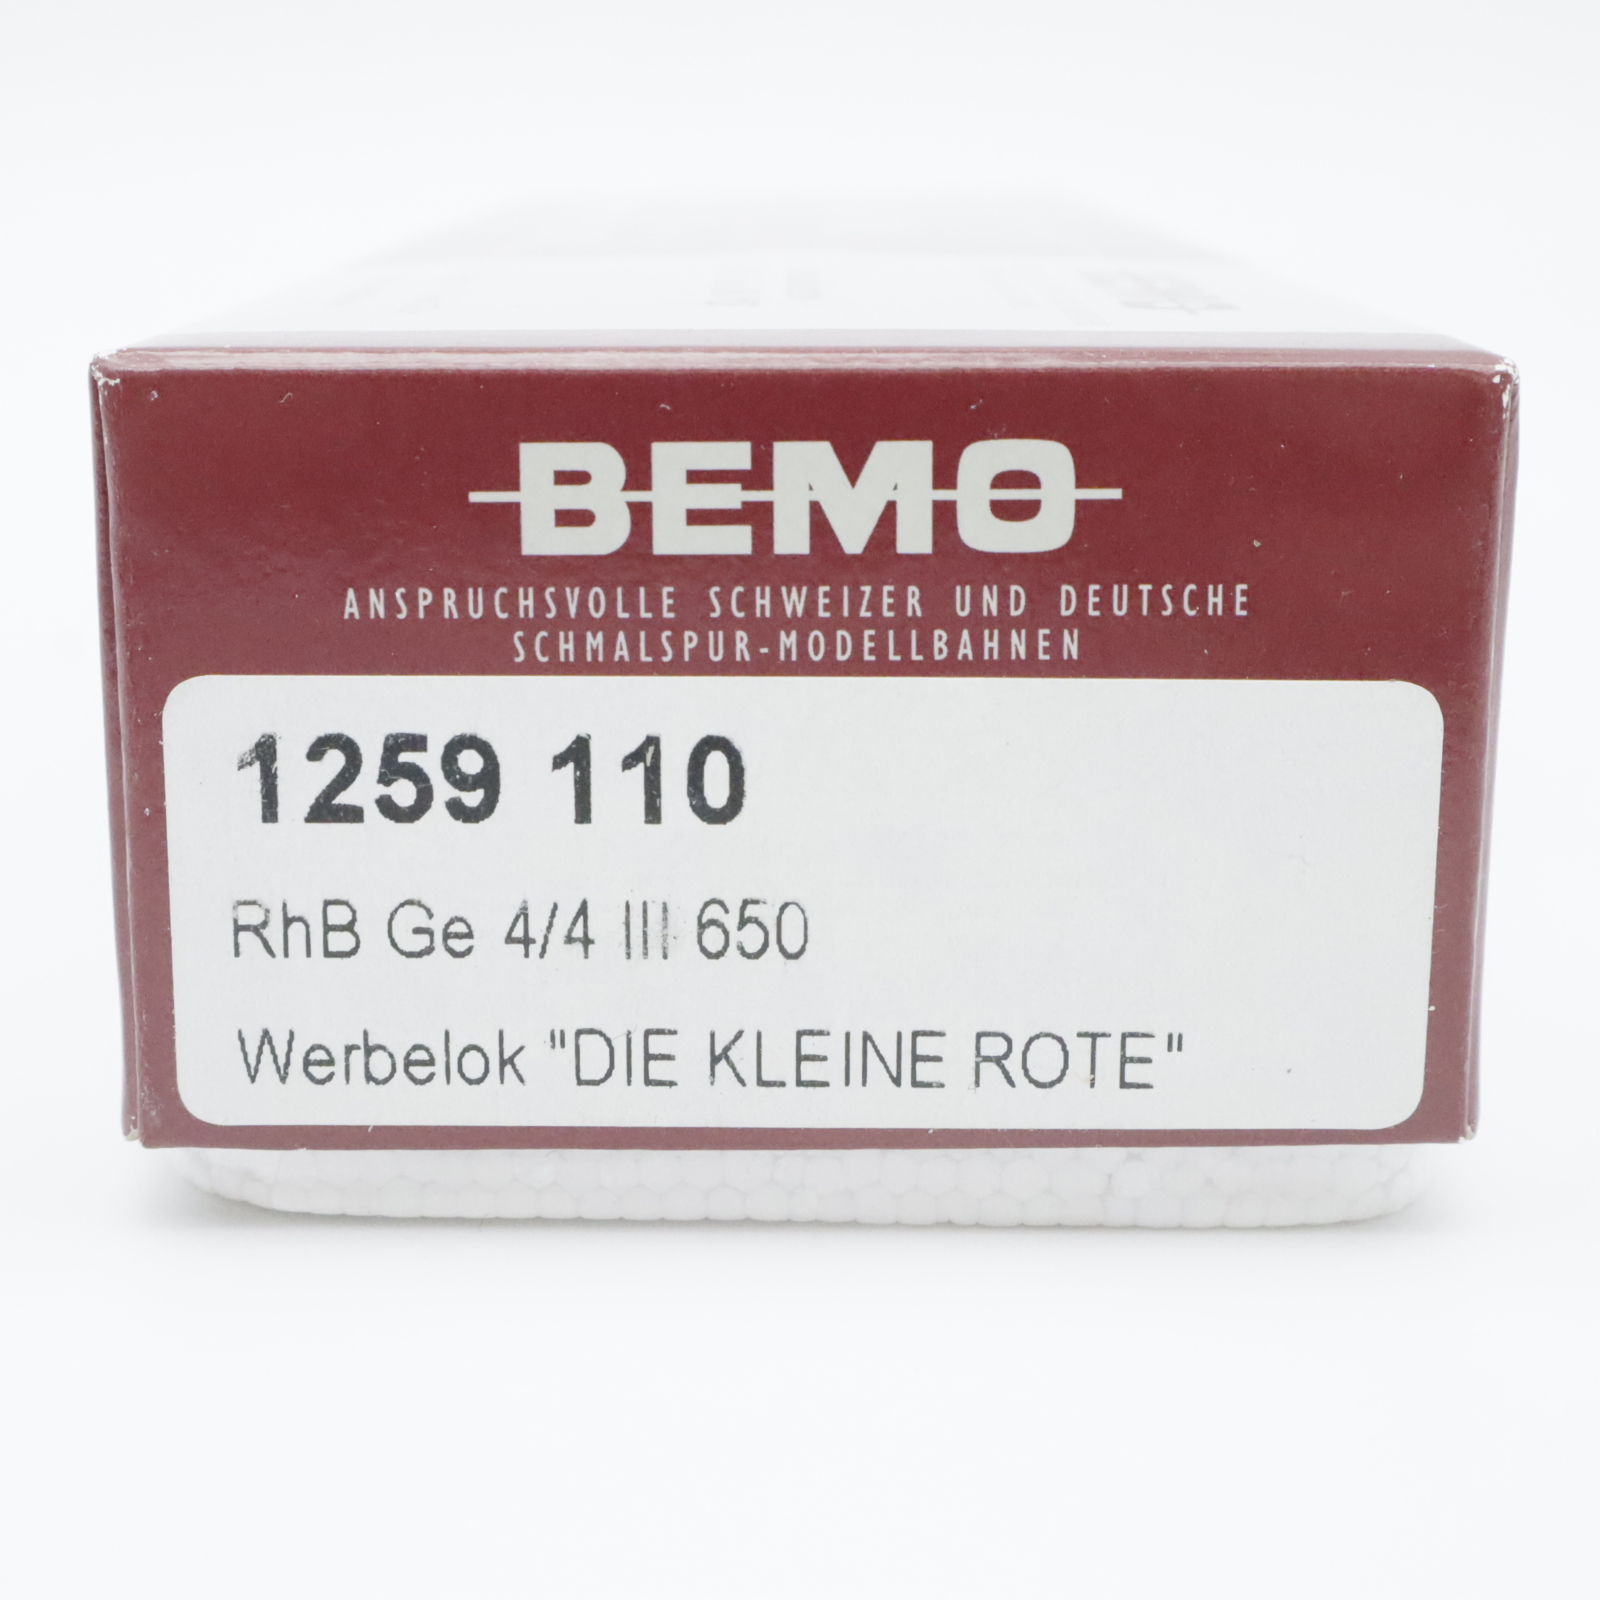 BEMO
ANSPRUCHSVOLLE SCHWEIZER UND DEUTSCHE
SCHMALSPUR-MODELLBAHNEN
1259 110
RhB Ge 4/4 III 650
Werbelok "DIE KLEINE ROTE"